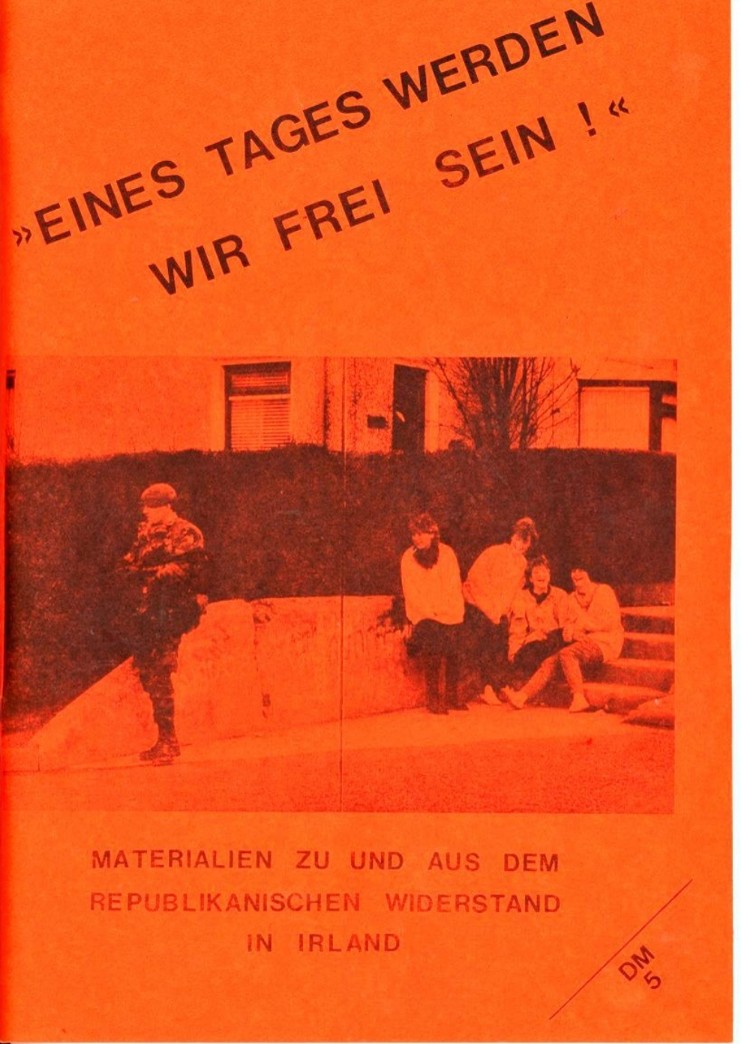 »EINES TAGES WERDEN
WIR FREI SEIN !«
MATERIALIEN ZU UND AUS DEM
REPUBLIKANISCHEN WIDERSTAND
IN IRLAND
DM
5